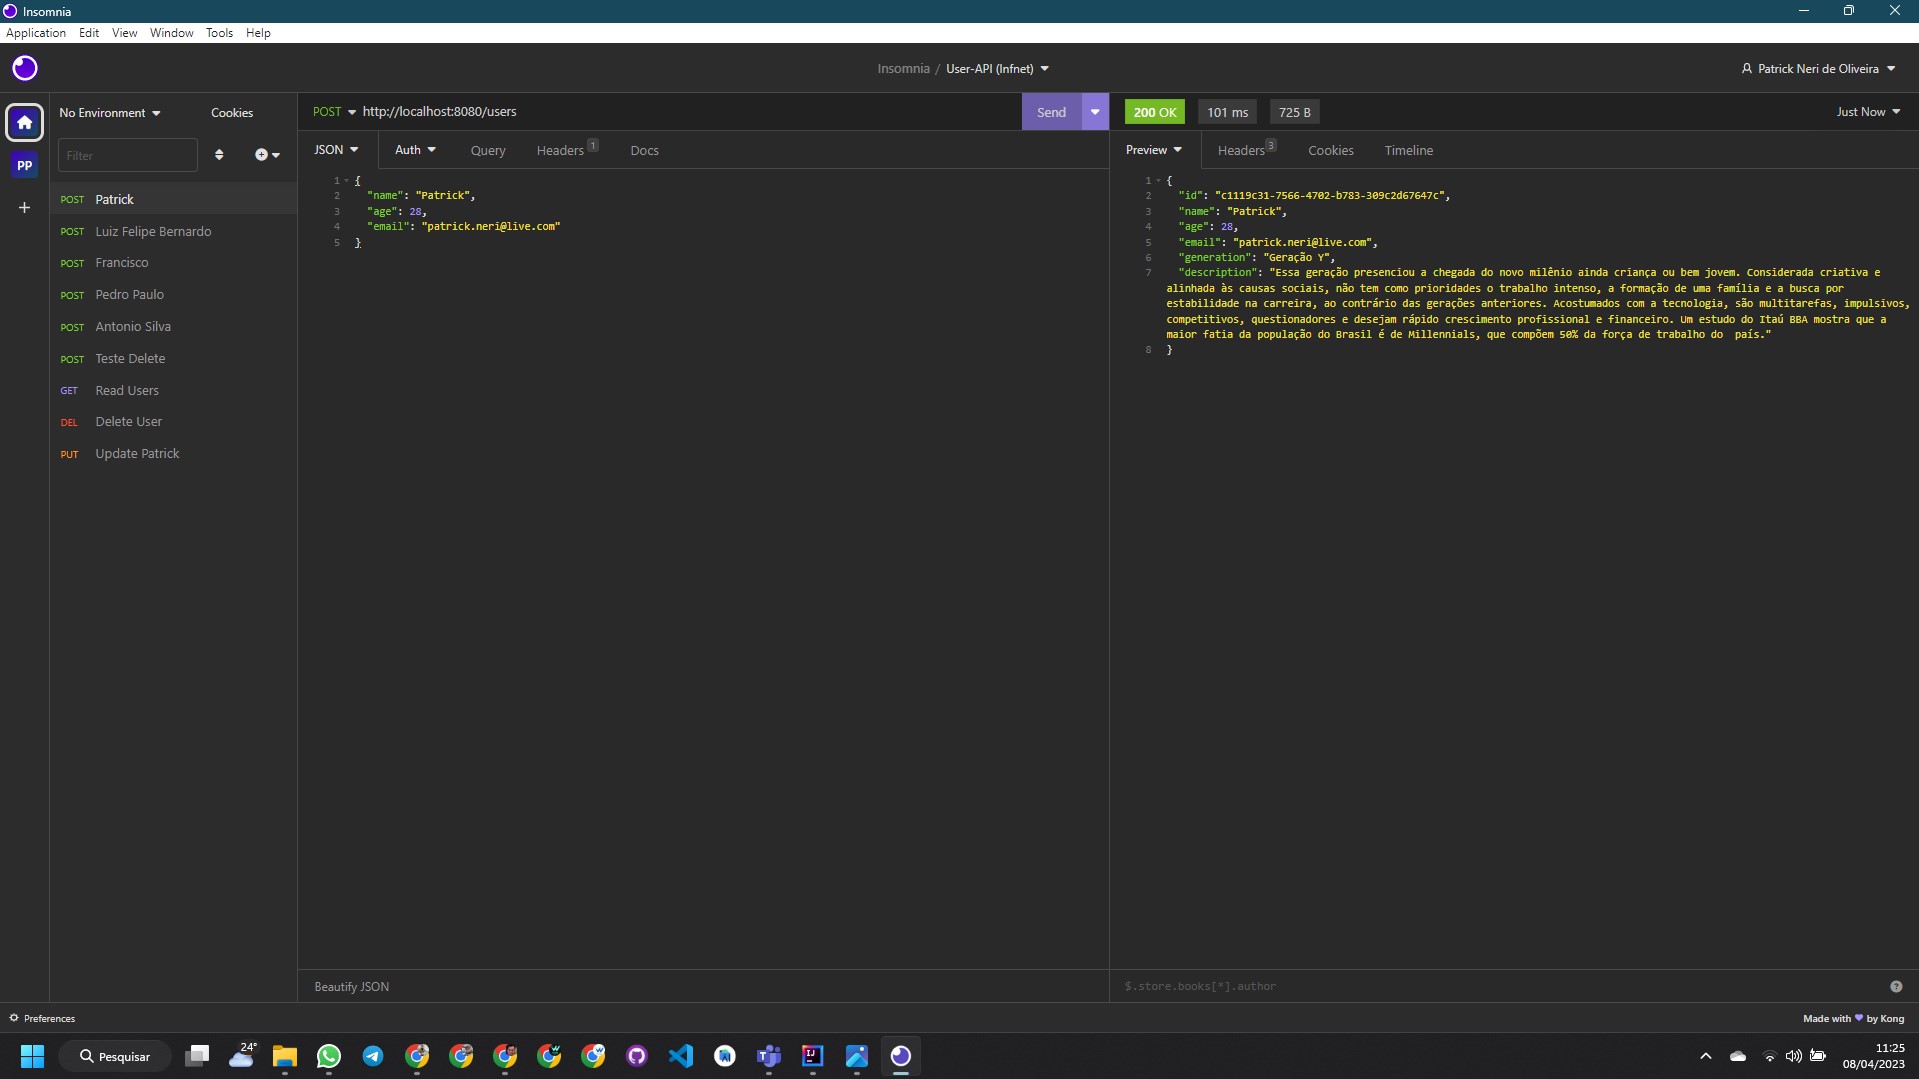 Insomnia
Application Edit View Window Tools Help
Insomnia / User-API (Infnet)
Patrick Neri de Oliveira
No Environment
Cookies
Filter
PP
POST Patrick
POST Luiz Felipe Bernardo
POST Francisco
POST Pedro Paulo
POST Antonio Silva
POST Teste Delete
GET Read Users
DEL Delete User
PUT Update Patrick
POST http://localhost:8080/users
Send
JSON Auth Query Headers 1 Docs
1 {
2 "name": "Patrick",
3 "age": 28,
4 "email": "patrick.neri@live.com"
5 }
Beautify JSON
200 OK 101 ms 725 B
Just Now
Preview Headers 3 Cookies Timeline
1 {
2 "id": "c1119c31-7566-4702-b783-309c2d67647c",
3 "name": "Patrick",
4 "age": 28,
5 "email": "patrick.neri@live.com",
6 "generation": "Geração Y",
7 "description": "Essa geração presenciou a chegada do novo milênio ainda criança ou bem jovem. Considerada criativa e
alinhada às causas sociais, não tem como prioridades o trabalho intenso, a formação de uma família e a busca por
estabilidade na carreira, ao contrário das gerações anteriores. Acostumados com a tecnologia, são multitarefas, impulsivos,
competitivos, questionadores e desejam rápido crescimento profissional e financeiro. Um estudo do Itaú BBA mostra que a
maior fatia da população do Brasil é de Millennials, que compõem 50% da força de trabalho do  país."
8 }
$.store.books[*].author
Preferences
Made with by Kong
Pesquisar
24°
11:25
08/04/2023